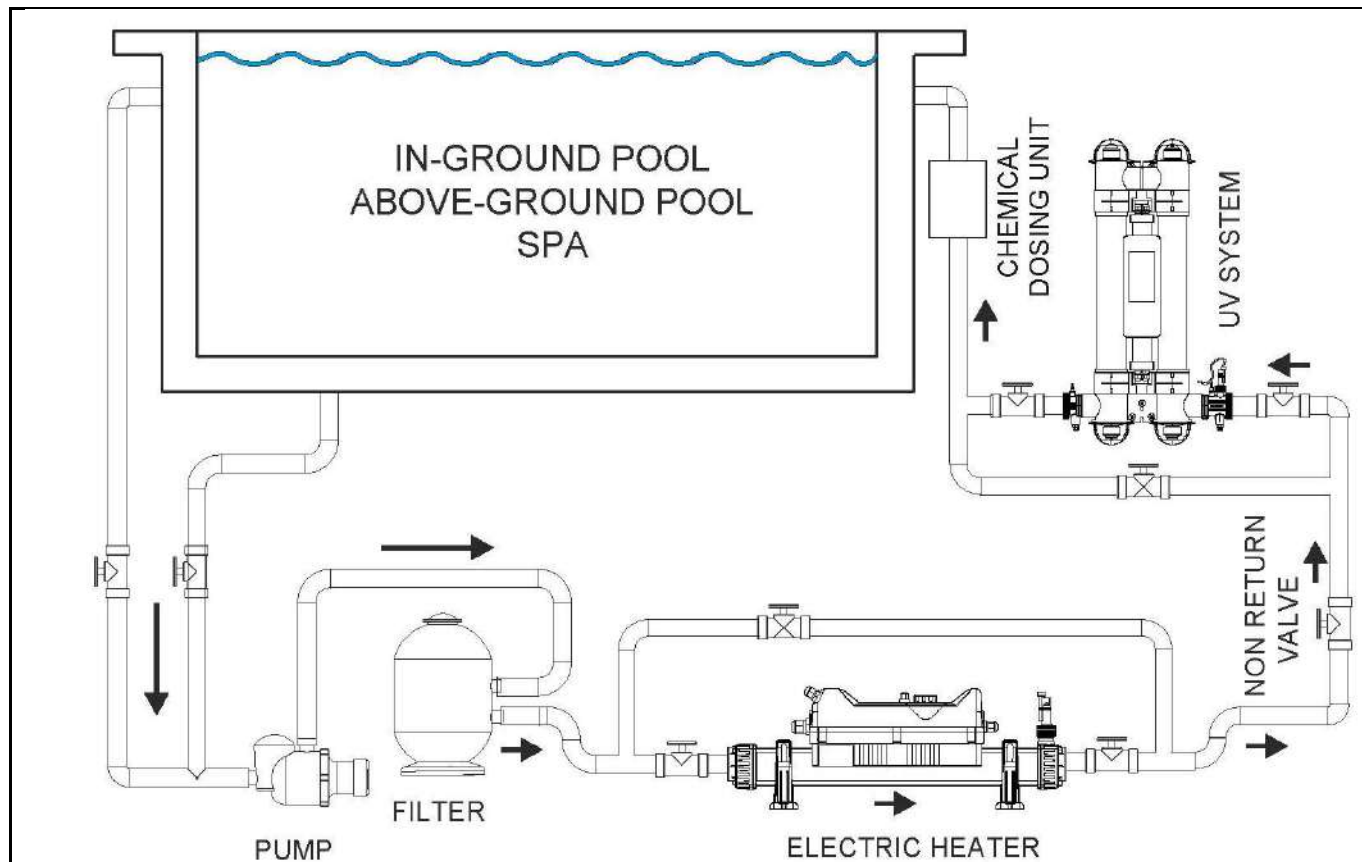 IN-GROUND POOL
ABOVE-GROUND POOL
SPA
CHEMICAL
DOSING UNIT
UV SYSTEM
NON RETURN
VALVE
FILTER
PUMP
ELECTRIC HEATER